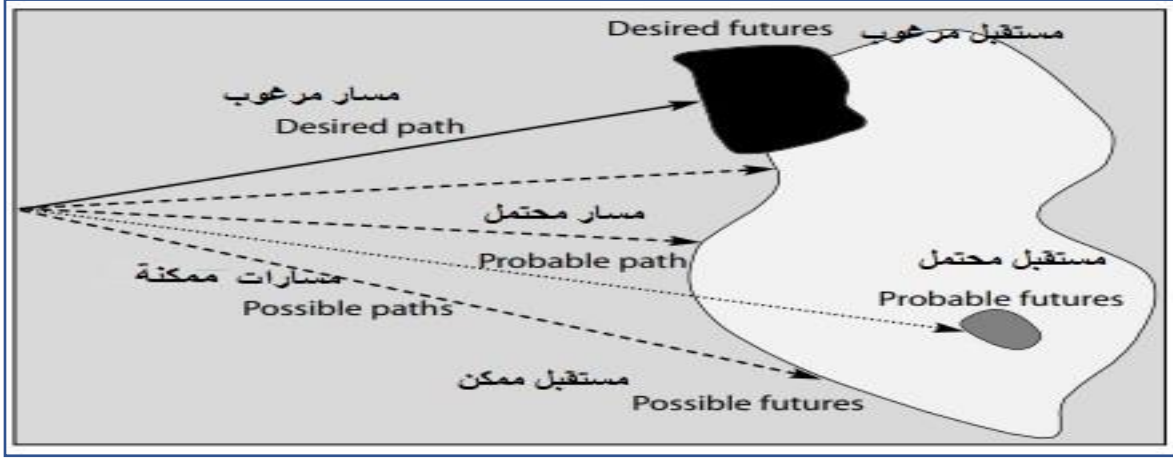 Desired futures
مستقبل مرغوب
مسار مرغوب
Desired path
مسار محتمل
Probable path
مستقبل محتمل
Probable futures
مسارات ممكنة
Possible paths
مستقبل ممكن
Possible futures